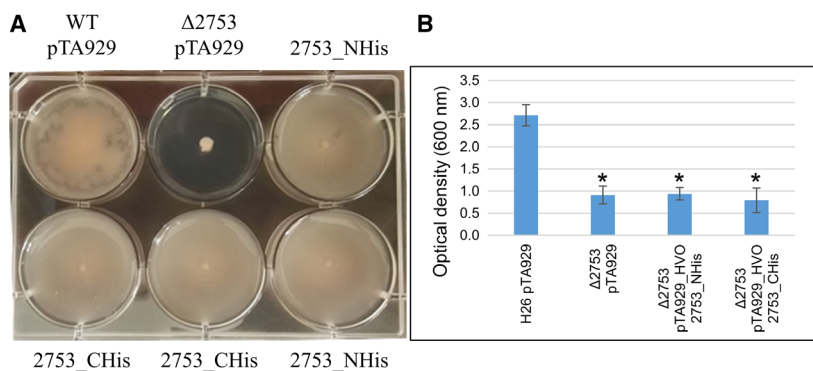 A
WT
pTA929
Δ2753
pTA929
2753_NHis
2753_CHis
2753_CHis
2753_NHis
B
Optical density (600 nm)
3.5
3.0
2.5
2.0
1.5
1.0
0.5
0.0
*
*
*
H26 pTA929
Δ2753
pTA929
Δ2753
pTA929_HVO
2753_NHis
Δ2753
pTA929_HVO
2753_CHis